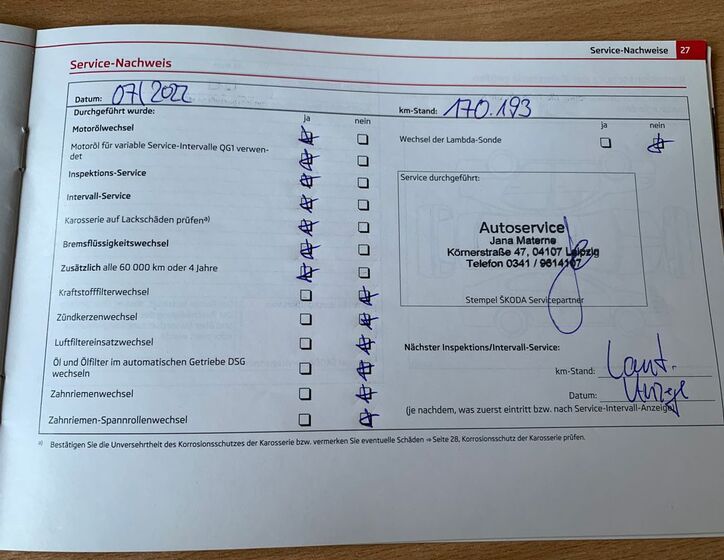 Service-Nachweise 27
Service-Nachweis
Datum: 07/2022
km-Stand: 170.193
Durchgeführt wurde:
ja nein
ja nein
Motorölwechsel
Wechsel der Lambda-Sonde
Motoröl für variable Service-Intervalle QG1 verwen-
det
Inspektions-Service
Service durchgeführt:
Intervall-Service
Karosserie auf Lackschäden prüfena)
Autoservice
Jana Materne
Körnerstraße 47, 04107 Leipzig
Telefon 0341 / 9614107
Bremsflüssigkeitswechsel
Zusätzlich alle 60 000 km oder 4 Jahre
Kraftstofffilterwechsel
Stempel ŠKODA Servicepartner
Zündkerzenwechsel
Luftfiltereinsatzwechsel
Nächster Inspektions/Intervall-Service:
Öl und Ölfilter im automatischen Getriebe DSG
wechseln
km-Stand: Laut.
Zahnriemenwechsel
Datum: Anzeige
(je nachdem, was zuerst eintritt bzw. nach Service-Intervall-Anzeige)
Zahnriemen-Spannrollenwechsel
a) Bestätigen Sie die Unversehrtheit des Korrosionsschutzes der Karosserie bzw. vermerken Sie eventuelle Schäden ⇒ Seite 28, Korrosionsschutz der Karosserie prüfen.